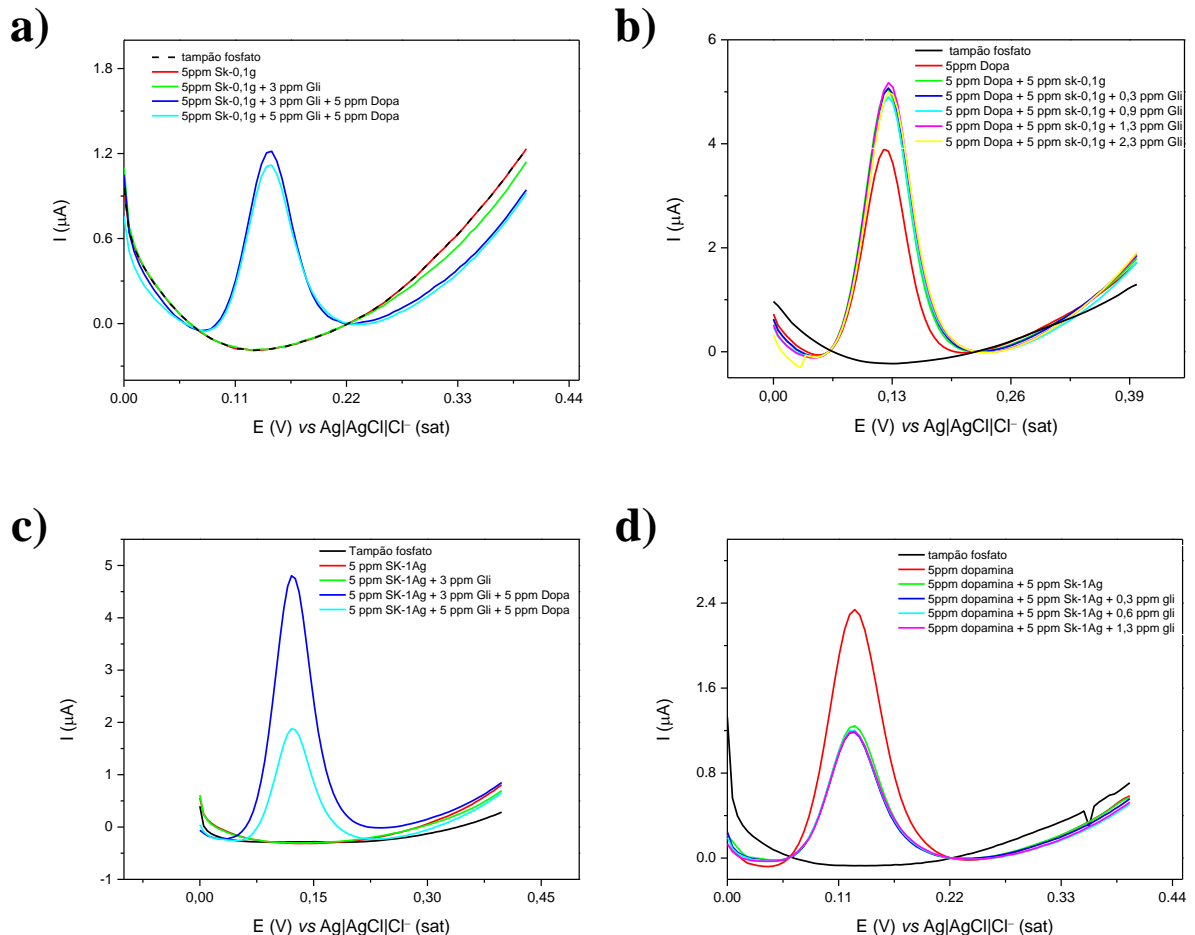 a)
tampão fosfato
5ppm Sk-0,1g
5ppm Sk-0,1g + 3 ppm Gli
5ppm Sk-0,1g + 3 ppm Gli + 5 ppm Dopa
5ppm Sk-0,1g + 5 ppm Gli + 5 ppm Dopa
1.8
1.2
0.6
0.0
I (μA)
0.00 0.11 0.22 0.33 0.44
E (V) vs Ag|AgCl|Cl⁻ (sat)
b)
tampão fosfato
5ppm Dopa
5 ppm Dopa + 5 ppm sk-0,1g
5 ppm Dopa + 5 ppm sk-0,1g + 0,3 ppm Gli
5 ppm Dopa + 5 ppm sk-0,1g + 0,9 ppm Gli
5 ppm Dopa + 5 ppm sk-0,1g + 1,3 ppm Gli
5 ppm Dopa + 5 ppm sk-0,1g + 2,3 ppm Gli
6
4
2
0
I (μA)
0,00 0,13 0,26 0,39
E (V) vs Ag|AgCl|Cl⁻ (sat)
c)
Tampão fosfato
5 ppm SK-1Ag
5 ppm SK-1Ag + 3 ppm Gli
5 ppm SK-1Ag + 3 ppm Gli + 5 ppm Dopa
5 ppm SK-1Ag + 5 ppm Gli + 5 ppm Dopa
5
4
3
2
1
0
-1
I (μA)
0,00 0,15 0,30 0,45
E (V) vs Ag|AgCl|Cl⁻ (sat)
d)
tampão fosfato
5ppm dopamina
5ppm dopamina + 5 ppm Sk-1Ag
5ppm dopamina + 5 ppm Sk-1Ag + 0,3 ppm gli
5ppm dopamina + 5 ppm Sk-1Ag + 0,6 ppm gli
5ppm dopamina + 5 ppm Sk-1Ag + 1,3 ppm gli
2.4
1.6
0.8
0.0
I (μA)
0.00 0.11 0.22 0.33 0.44
E (V) vs Ag|AgCl|Cl⁻ (sat)